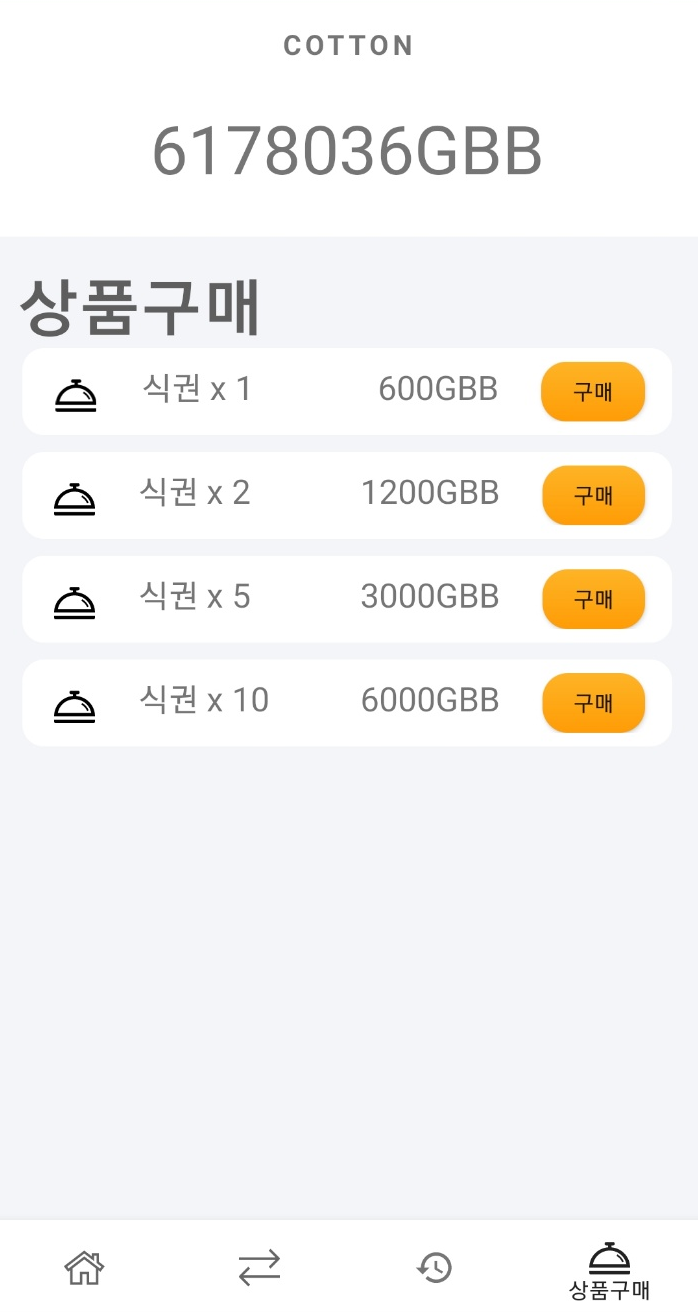 COTTON
6178036GBB
상품구매
식권 x 1 600GBB 구매
식권 x 2 1200GBB 구매
식권 x 5 3000GBB 구매
식권 x 10 6000GBB 구매
상품구매